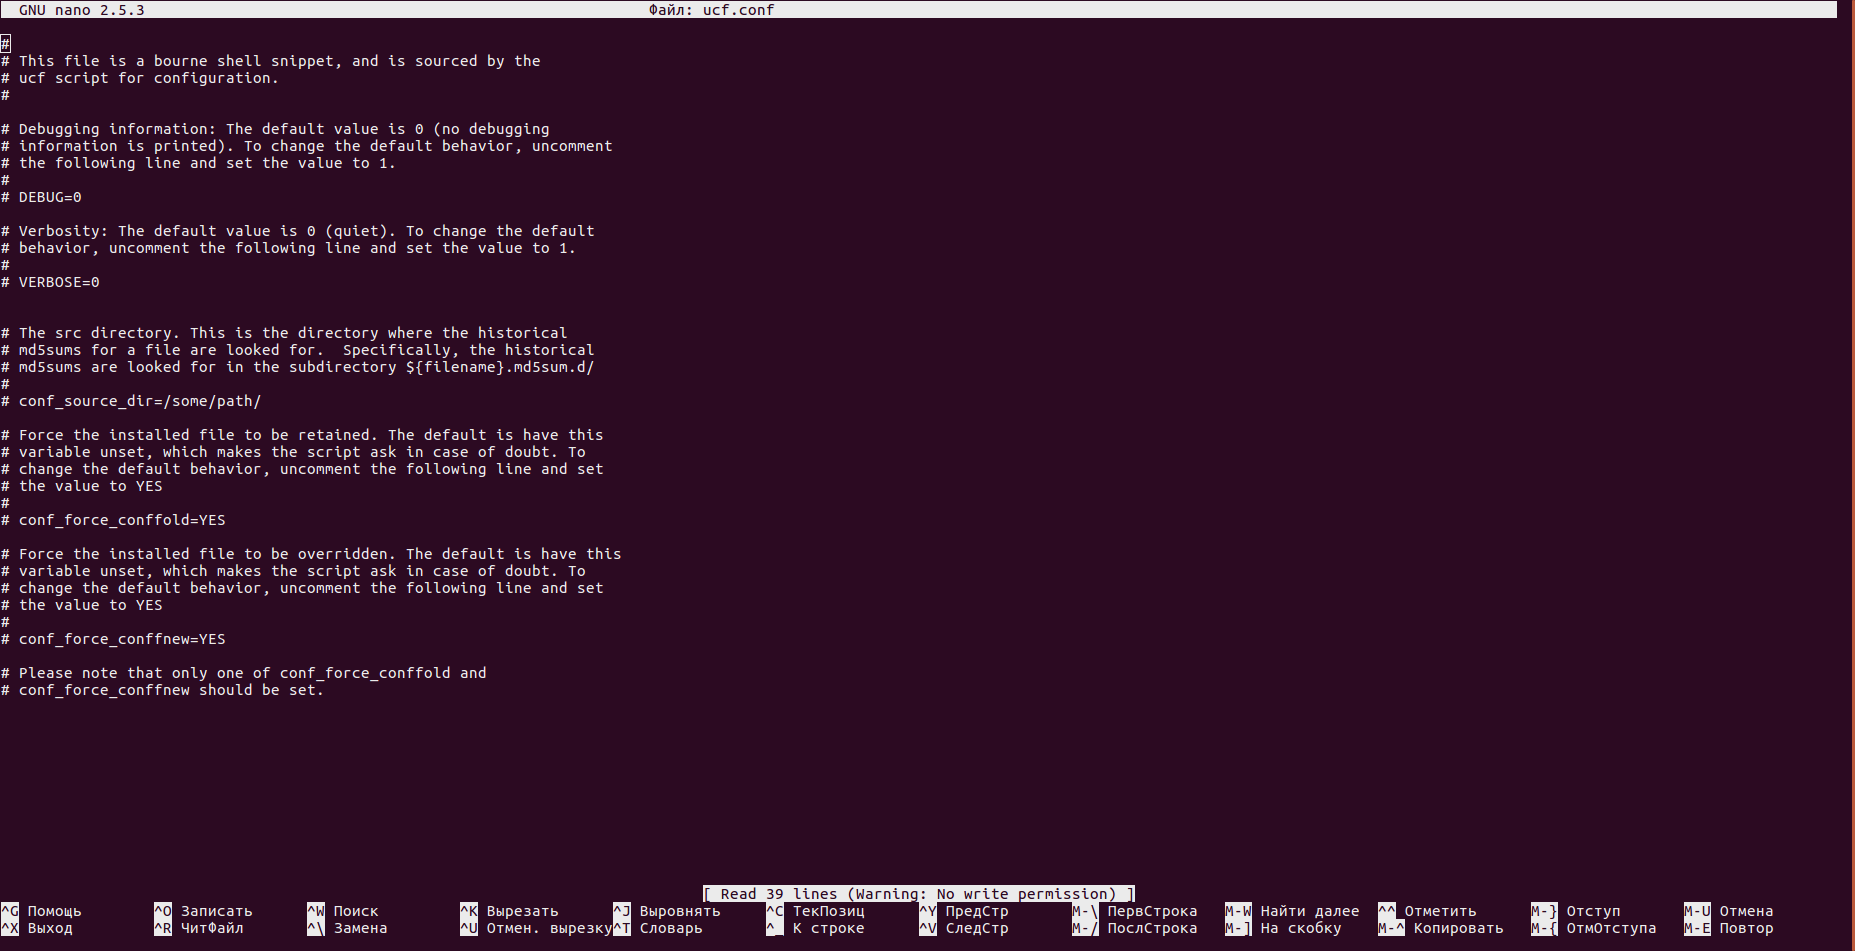 GNU nano 2.5.3 Файл: ucf.conf
#
# This file is a bourne shell snippet, and is sourced by the
# ucf script for configuration.
#
# Debugging information: The default value is 0 (no debugging
# information is printed). To change the default behavior, uncomment
# the following line and set the value to 1.
#
# DEBUG=0
# Verbosity: The default value is 0 (quiet). To change the default
# behavior, uncomment the following line and set the value to 1.
#
# VERBOSE=0
# The src directory. This is the directory where the historical
# md5sums for a file are looked for.  Specifically, the historical
# md5sums are looked for in the subdirectory ${filename}.md5sum.d/
#
# conf_source_dir=/some/path/
# Force the installed file to be retained. The default is have this
# variable unset, which makes the script ask in case of doubt. To
# change the default behavior, uncomment the following line and set
# the value to YES
#
# conf_force_conffold=YES
# Force the installed file to be overridden. The default is have this
# variable unset, which makes the script ask in case of doubt. To
# change the default behavior, uncomment the following line and set
# the value to YES
#
# conf_force_conffnew=YES
# Please note that only one of conf_force_conffold and
# conf_force_conffnew should be set.
[ Read 39 lines (Warning: No write permission) ]
^G Помощь ^O Записать ^W Поиск ^K Вырезать ^J Выровнять ^C ТекПозиц ^Y ПредСтр M-\ ПервСтрока M-W Найти далее ^^ Отметить M-} Отступ M-U Отмена
^X Выход ^R ЧитФайл ^\ Замена ^U Отмен. вырезку ^T Словарь ^_ К строке ^V СледСтр M-/ ПослСтрока M-] На скобку M-^ Копировать M-{ ОтмОтступа M-E Повтор